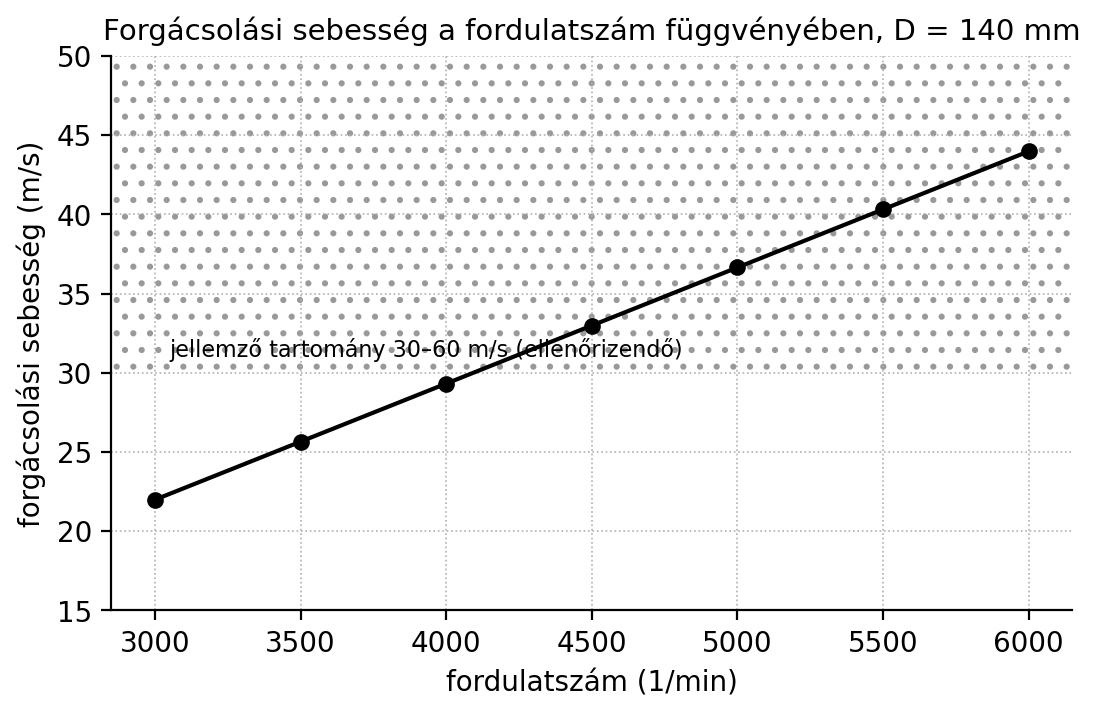 Forgácsolási sebesség a fordulatszám függvényében, D = 140 mm
forgácsolási sebesség (m/s)
50
45
40
35
30
25
20
15
jellemző tartomány 30–60 m/s (ellenőrizendő)
3000 3500 4000 4500 5000 5500 6000
fordulatszám (1/min)